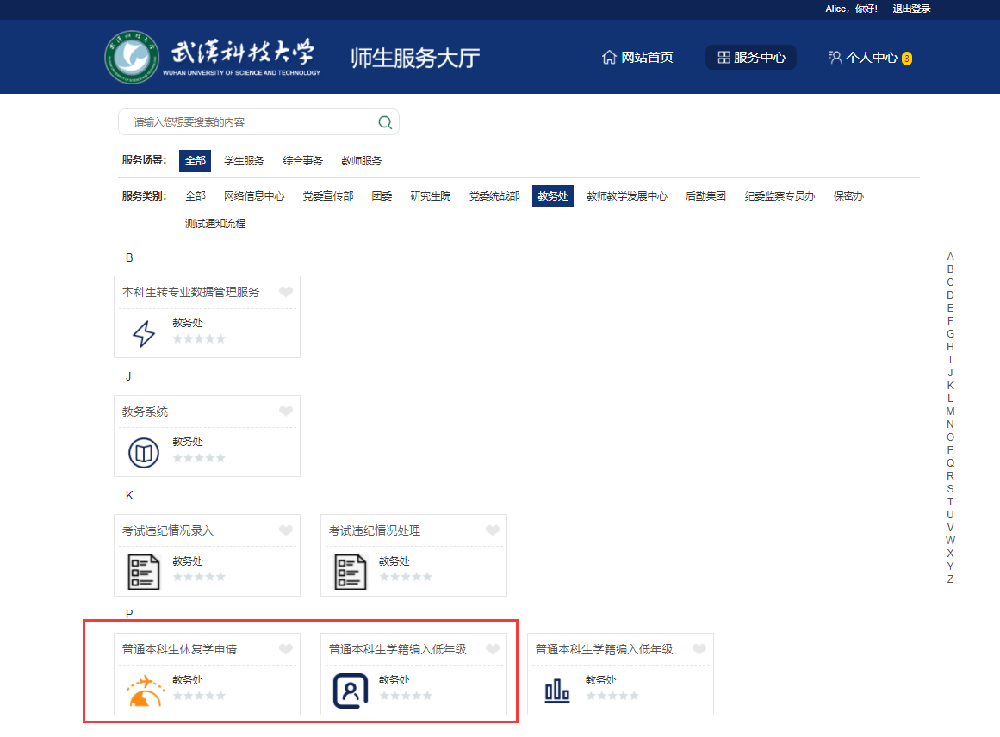 Alice，你好！ 退出登录
武漢科技大学
WUHAN UNIVERSITY OF SCIENCE AND TECHNOLOGY
师生服务大厅
网站首页 服务中心 个人中心 3
请输入您想要搜索的内容
服务场景： 全部 学生服务 综合事务 教师服务
服务类别： 全部 网络信息中心 党委宣传部 团委 研究生院 党委统战部 教务处 教师教学发展中心 后勤集团 纪委监察专员办 保密办
测试通知流程
B
本科生转专业数据管理服务
教务处
J
教务系统
教务处
K
考试违纪情况录入 考试违纪情况处理
教务处 教务处
P
普通本科生休复学申请 普通本科生学籍编入低年级... 普通本科生学籍编入低年级...
教务处 教务处 教务处
A
B
C
D
E
F
G
H
I
J
K
L
M
N
O
P
Q
R
S
T
U
V
W
X
Y
Z